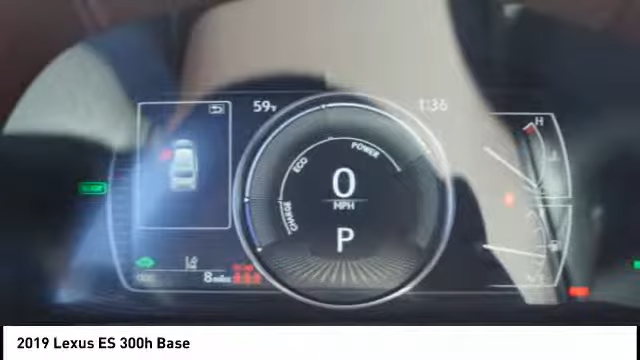 59°F
1:36
H
ECO
POWER
0
MPH
CHARGE
P
8 miles
2019 Lexus ES 300h Base